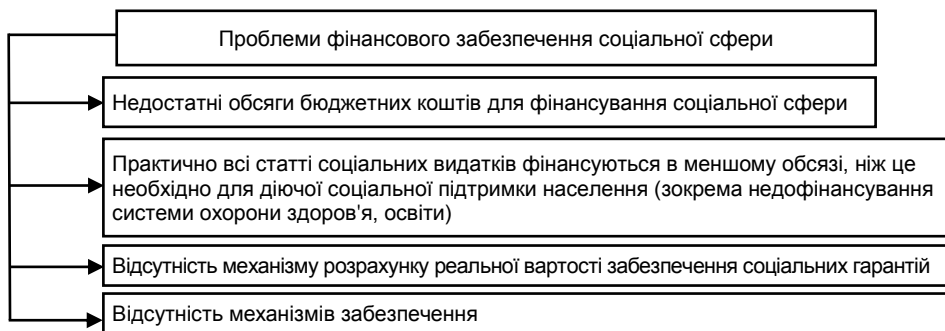 Проблеми фінансового забезпечення соціальної сфери
Недостатні обсяги бюджетних коштів для фінансування соціальної сфери
Практично всі статті соціальних видатків фінансуються в меншому обсязі, ніж це
необхідно для діючої соціальної підтримки населення (зокрема недофінансування
системи охорони здоров'я, освіти)
Відсутність механізму розрахунку реальної вартості забезпечення соціальних гарантій
Відсутність механізмів забезпечення